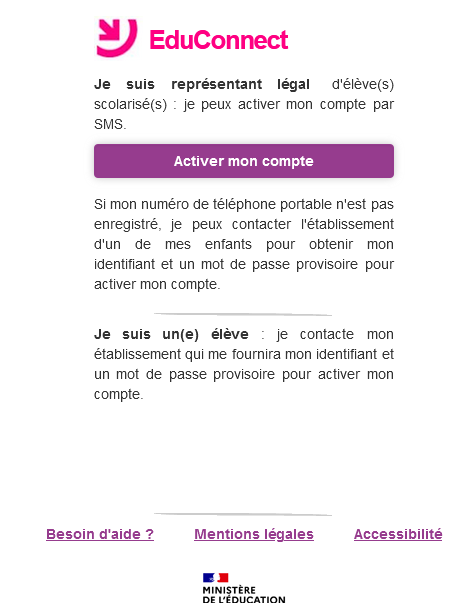 EduConnect
Je suis représentant légal d'élève(s)
scolarisé(s) : je peux activer mon compte par
SMS.
Activer mon compte
Si mon numéro de téléphone portable n'est pas
enregistré, je peux contacter l'établissement
d'un de mes enfants pour obtenir mon
identifiant et un mot de passe provisoire pour
activer mon compte.
Je suis un(e) élève : je contacte mon
établissement qui me fournira mon identifiant et
un mot de passe provisoire pour activer mon
compte.
Besoin d'aide ? Mentions légales Accessibilité
MINISTÈRE
DE L'ÉDUCATION